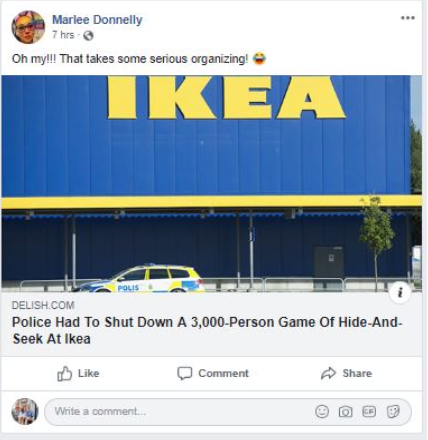 Marlee Donnelly
7 hrs ·
Oh my!!! That takes some serious organizing! 😂
IKEA
POLIS
DELISH.COM
Police Had To Shut Down A 3,000-Person Game Of Hide-And-
Seek At Ikea
Like Comment Share
Write a comment...
GIF